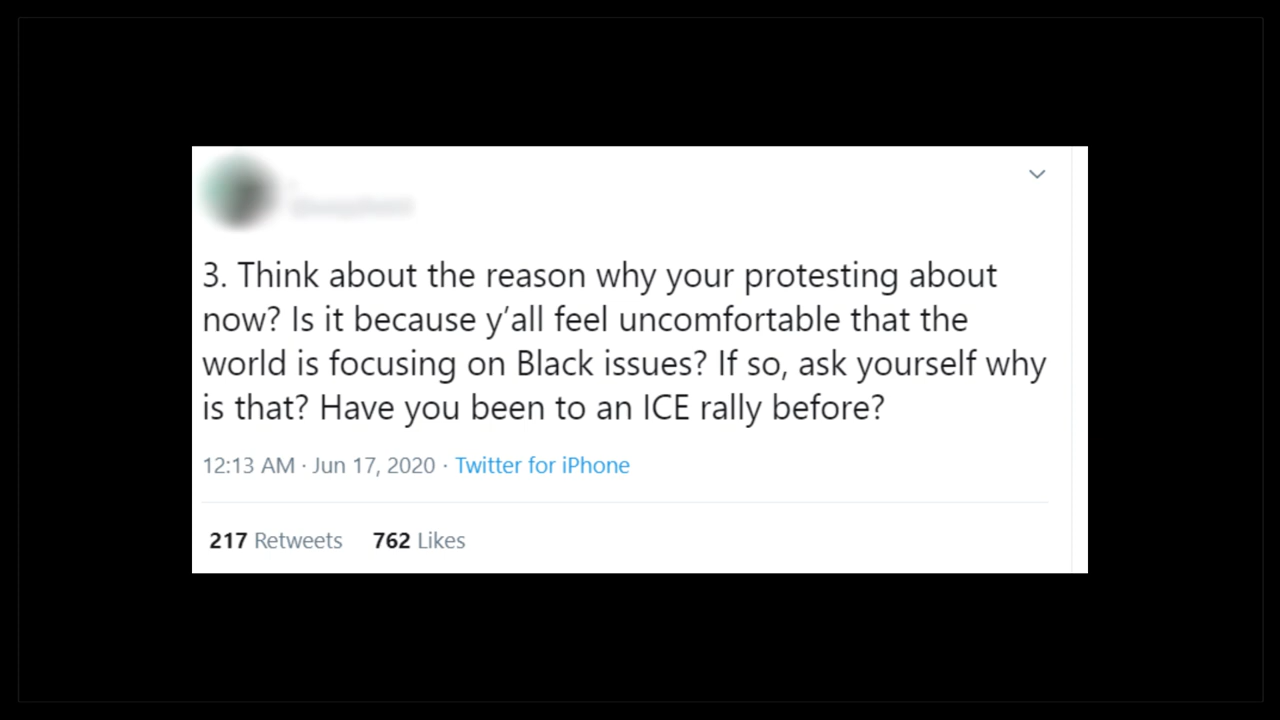 3. Think about the reason why your protesting about
now? Is it because y’all feel uncomfortable that the
world is focusing on Black issues? If so, ask yourself why
is that? Have you been to an ICE rally before?
12:13 AM · Jun 17, 2020 · Twitter for iPhone
217 Retweets 762 Likes